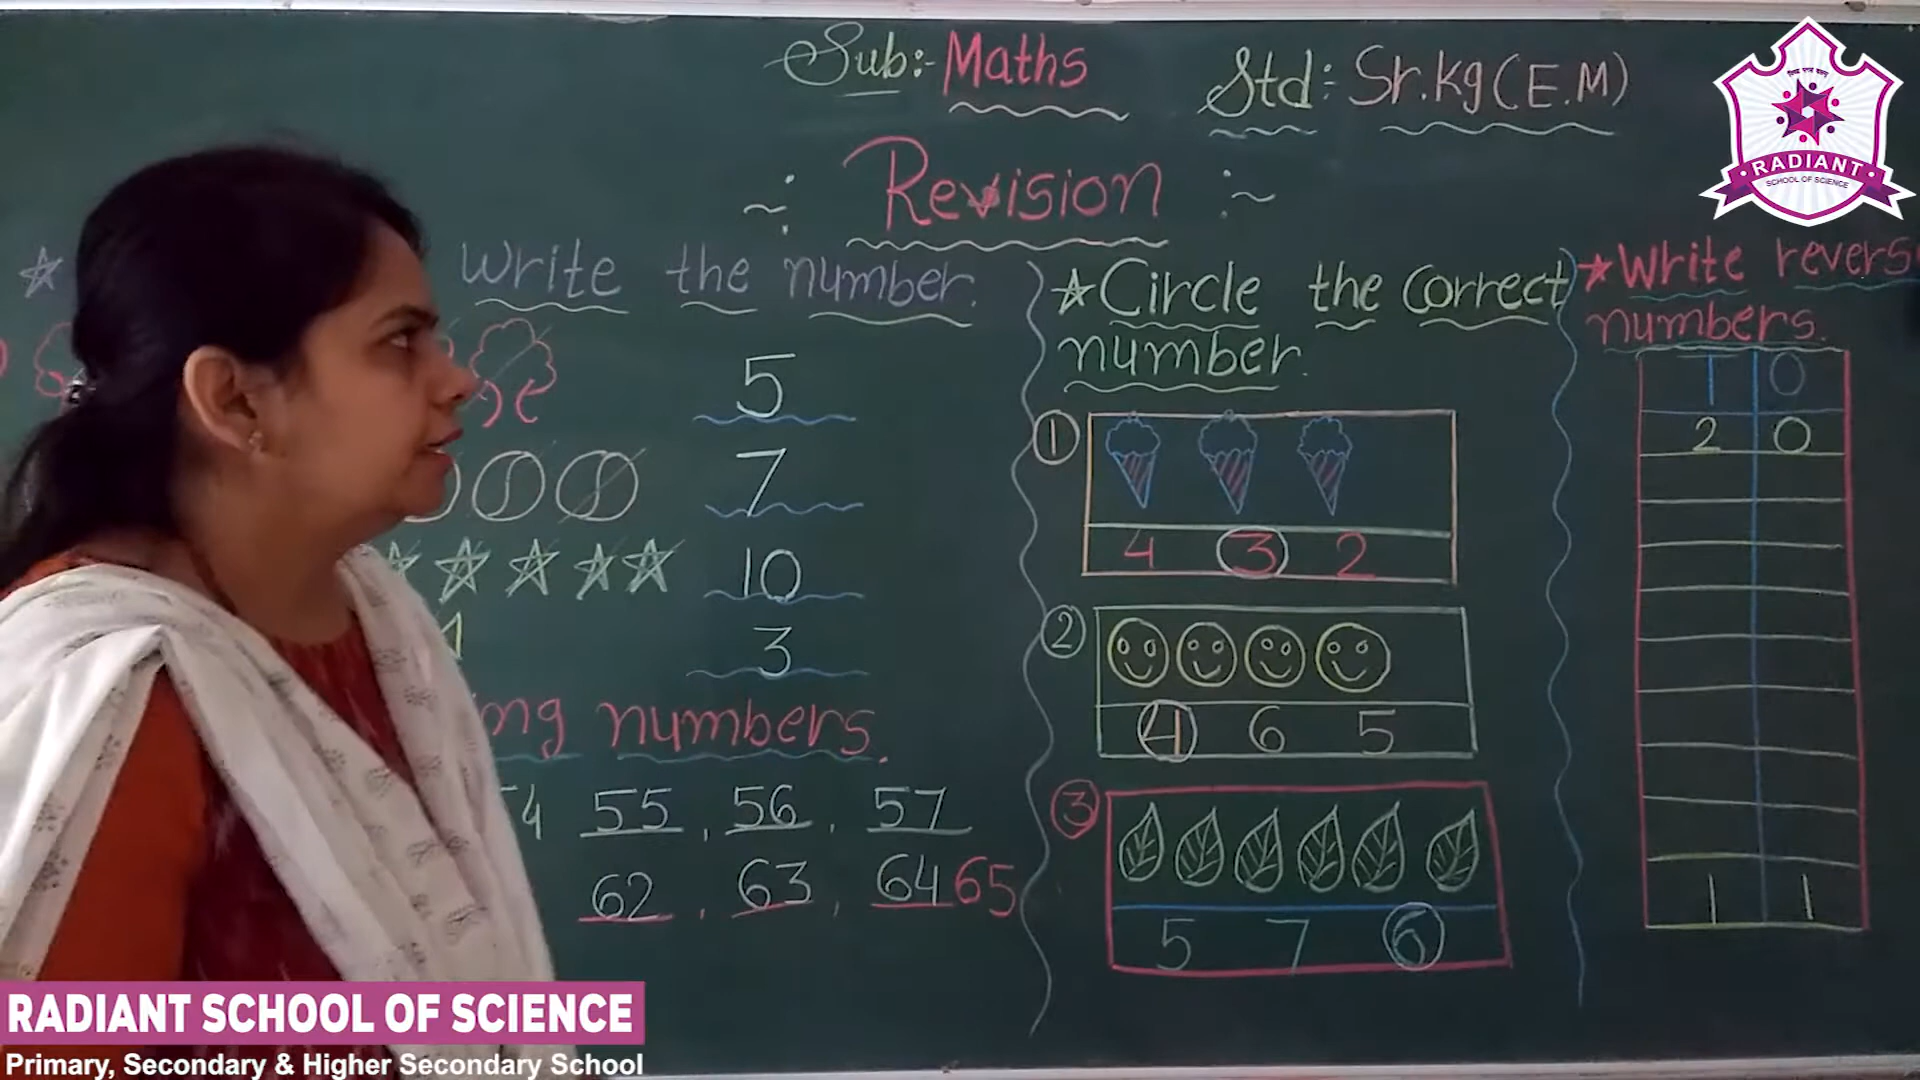 Sub:- Maths
Std:- Sr.kg (E.M)
RADIANT
SCHOOL OF SCIENCE
Revision
Write the number.
5
7
10
3
numbers.
55, 56, 57
62, 63, 64 65
Circle the correct
number.
1
4 3 2
2
4 6 5
3
5 7 6
Write
numbers.
1 0
2 0
1 1
RADIANT SCHOOL OF SCIENCE
Primary, Secondary & Higher Secondary School